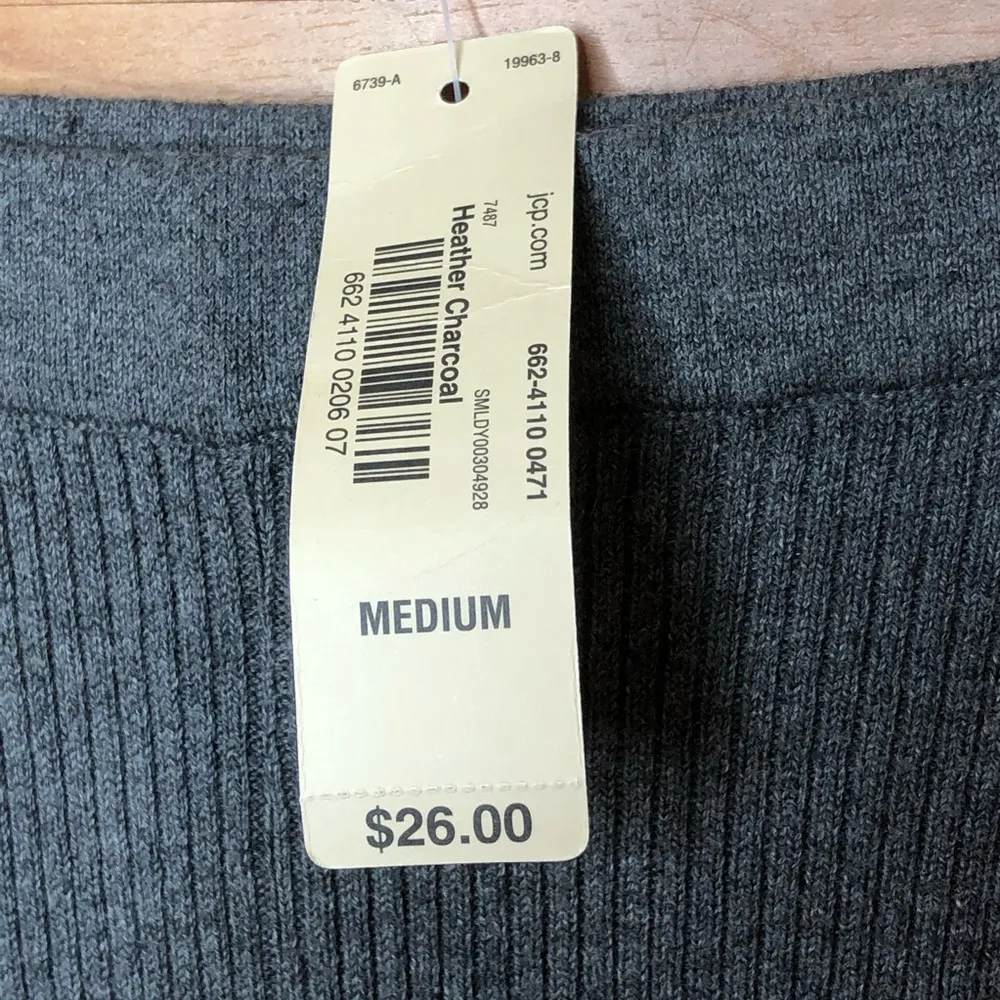 6739-A
19963-8
jcp.com 662-4110 0471
7487 SMLDY00304928
Heather Charcoal
662 4110 0206 07
MEDIUM
$26.00